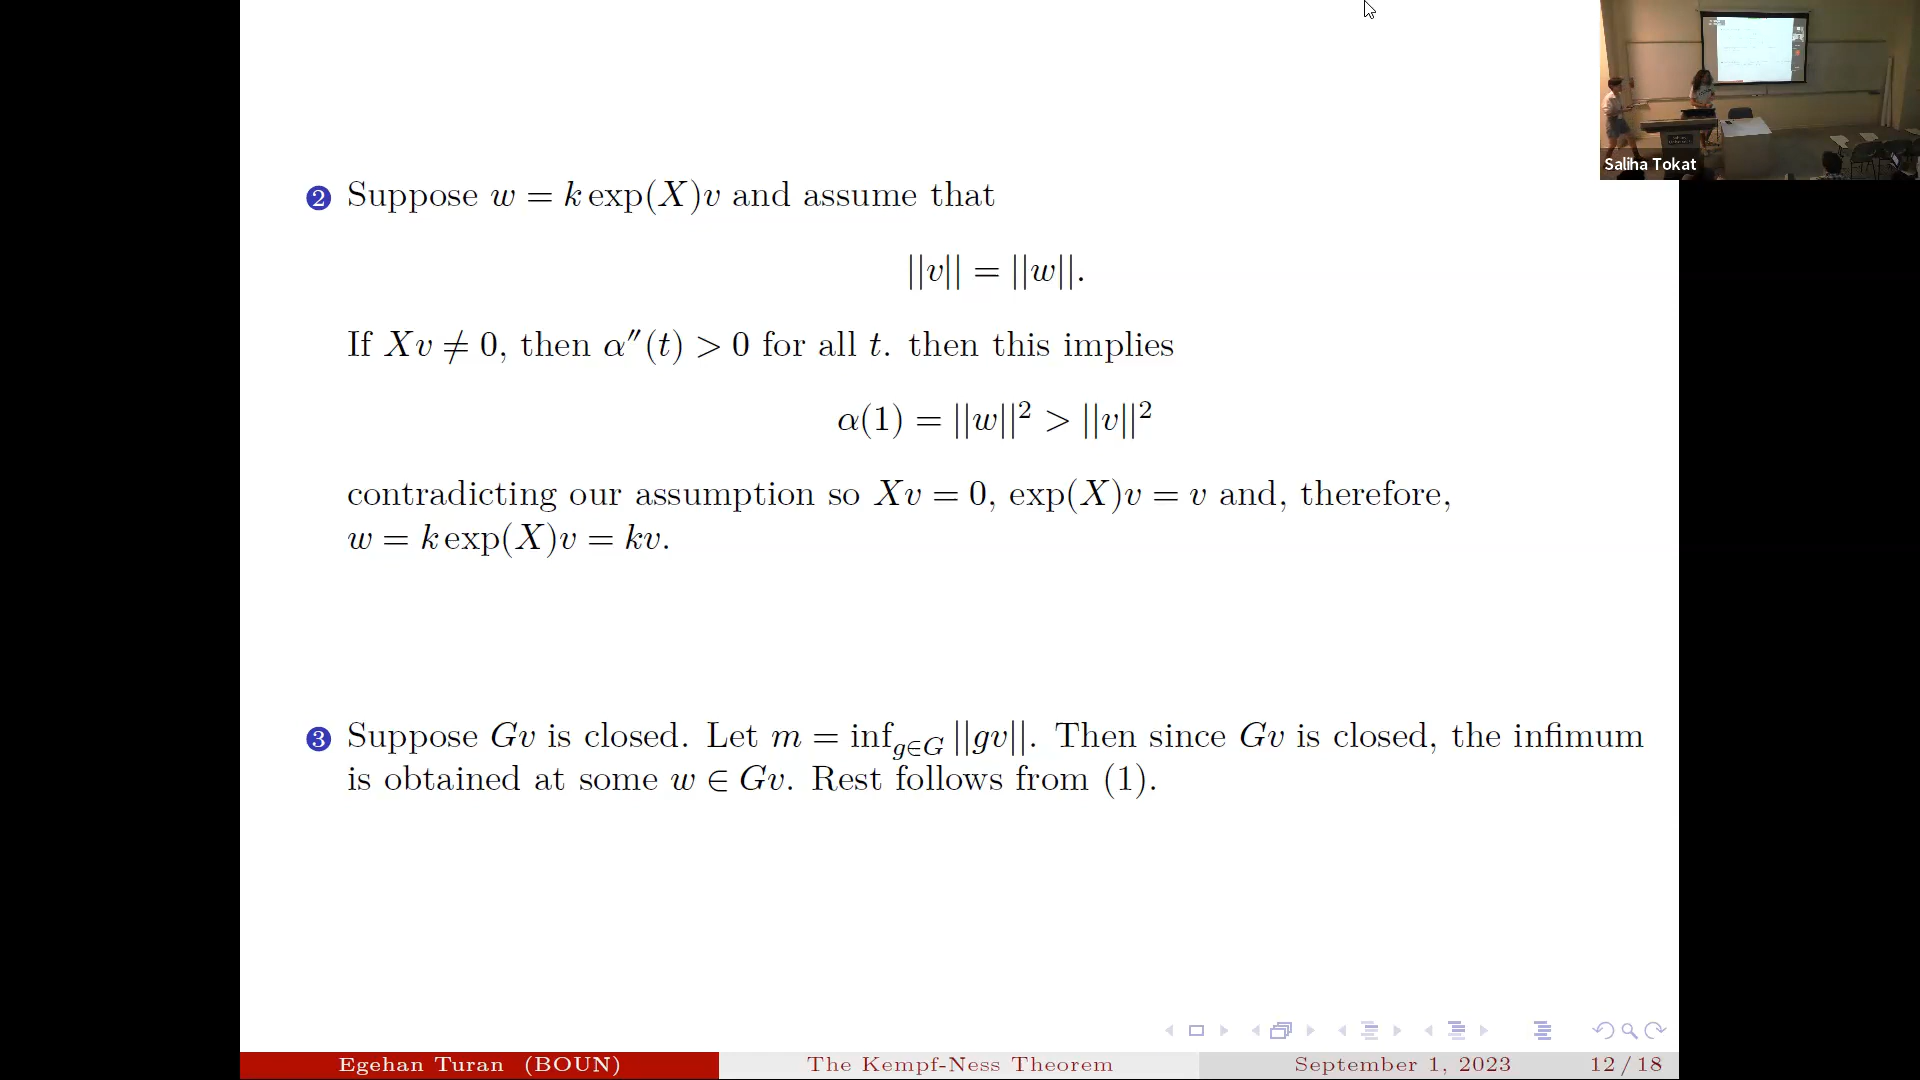 Saliha Tokat
2 Suppose w = k exp(X)v and assume that
||v|| = ||w||.
If Xv ≠ 0, then α″(t) > 0 for all t. then this implies
α(1) = ||w||² > ||v||²
contradicting our assumption so Xv = 0, exp(X)v = v and, therefore,
w = k exp(X)v = kv.
3 Suppose Gv is closed. Let m = inf_{g∈G} ||gv||. Then since Gv is closed, the infimum
is obtained at some w ∈ Gv. Rest follows from (1).
Egehan Turan (BOUN) The Kempf-Ness Theorem September 1, 2023 12 / 18